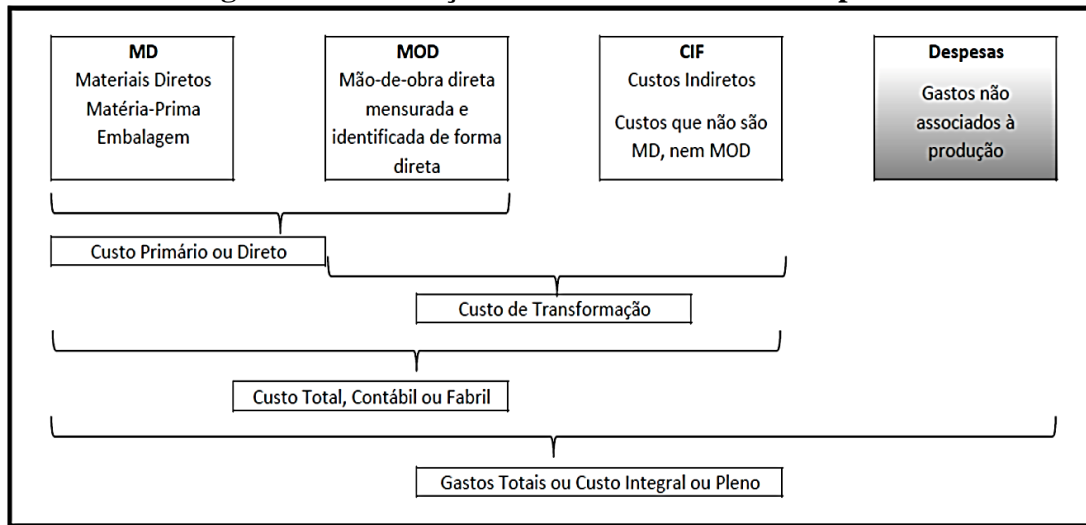 MD
Materiais Diretos
Matéria-Prima
Embalagem
MOD
Mão-de-obra direta
mensurada e
identificada de forma
direta
CIF
Custos Indiretos
Custos que não são
MD, nem MOD
Despesas
Gastos não
associados à
produção
Custo Primário ou Direto
Custo de Transformação
Custo Total, Contábil ou Fabril
Gastos Totais ou Custo Integral ou Pleno